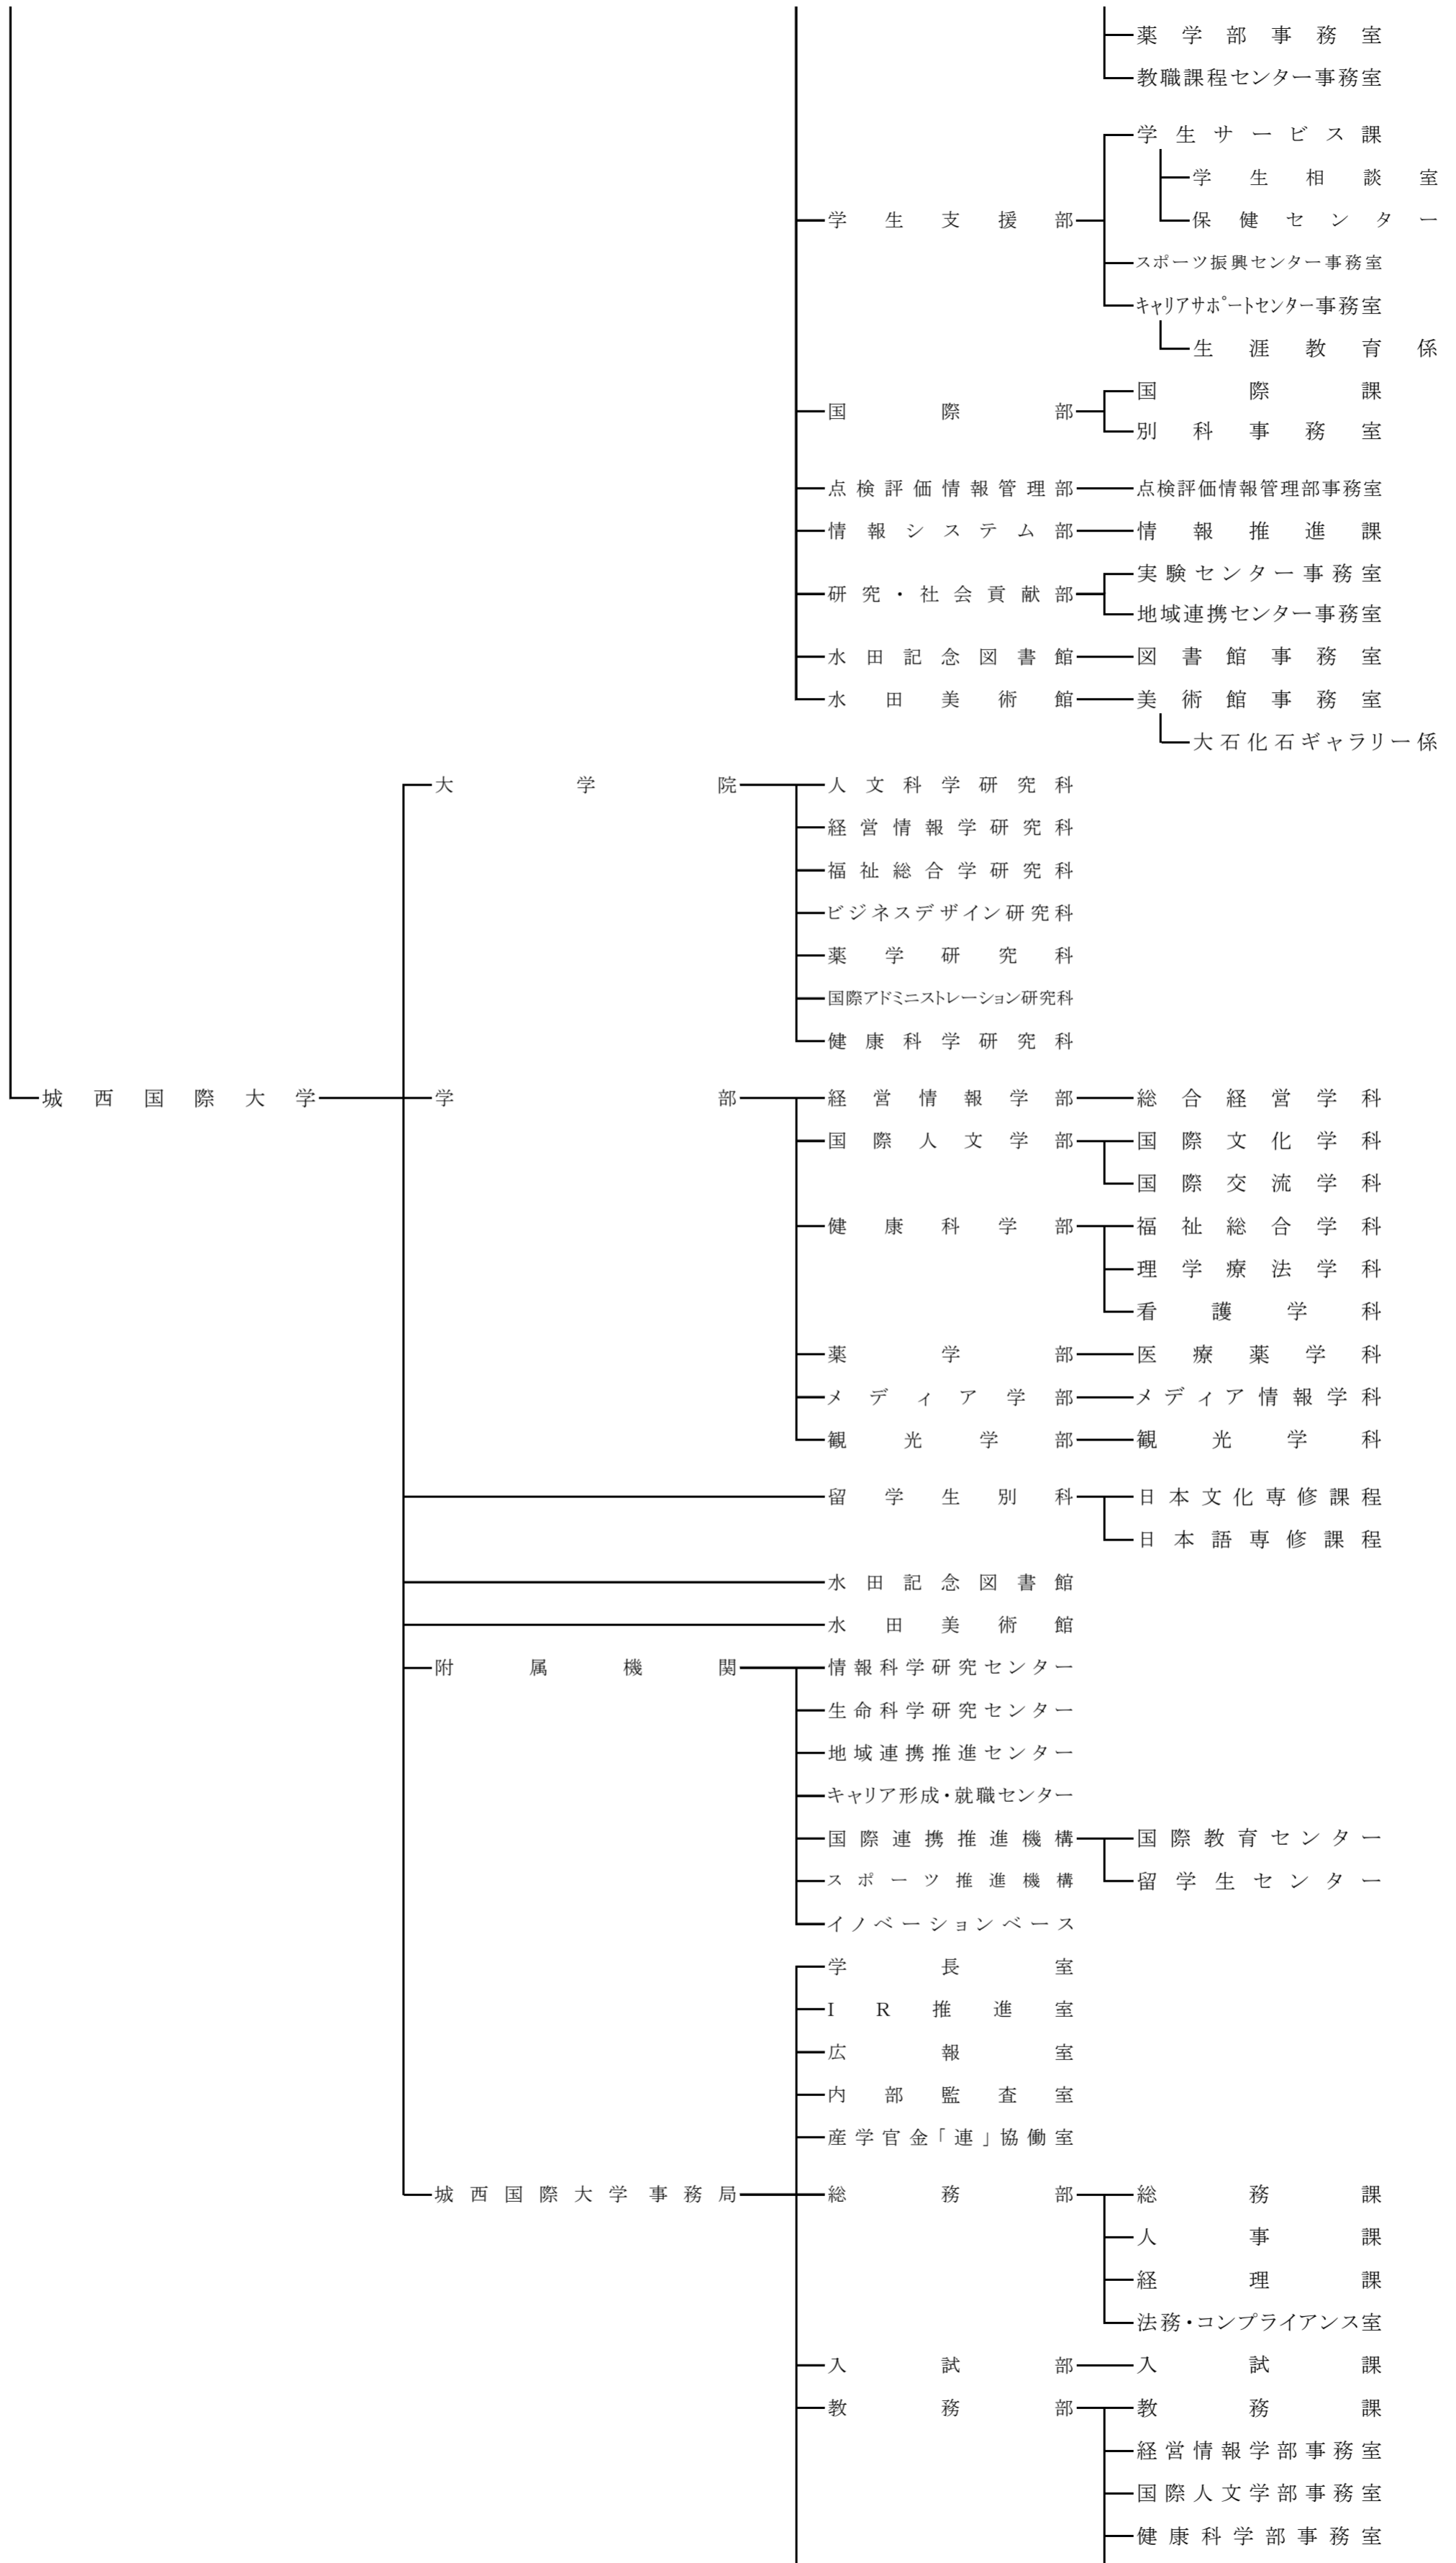 薬学部事務室
教職課程センター事務室
学生サービス課
学生相談室
学生支援部 保健センター
スポーツ振興センター事務室
キャリアサポートセンター事務室
生涯教育係
国際課
国際部
別科事務室
点検評価情報管理部 点検評価情報管理部事務室
情報システム部 情報推進課
実験センター事務室
研究・社会貢献部
地域連携センター事務室
水田記念図書館 図書館事務室
水田美術館 美術館事務室
大石化石ギャラリー係
大学院 人文科学研究科
経営情報学研究科
福祉総合学研究科
ビジネスデザイン研究科
薬学研究科
国際アドミニストレーション研究科
健康科学研究科
城西国際大学 学部 経営情報学部 総合経営学科
国際人文学部 国際文化学科
国際交流学科
健康科学部 福祉総合学科
理学療法学科
看護学科
薬学部 医療薬学科
メディア学部 メディア情報学科
観光学部 観光学科
留学生別科 日本文化専修課程
日本語専修課程
水田記念図書館
水田美術館
附属機関 情報科学研究センター
生命科学研究センター
地域連携推進センター
キャリア形成・就職センター
国際連携推進機構 国際教育センター
スポーツ推進機構 留学生センター
イノベーションベース
学長室
IR推進室
広報室
内部監査室
産学官金「連」協働室
城西国際大学事務局 総務部 総務課
人事課
経理課
法務・コンプライアンス室
入試部 入試課
教務部 教務課
経営情報学部事務室
国際人文学部事務室
健康科学部事務室